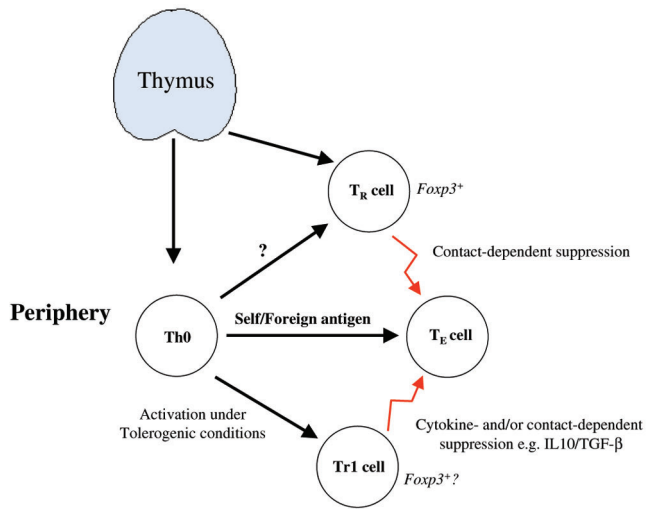 Thymus
T_R cell
Foxp3⁺
?
Contact-dependent suppression
Periphery
Self/Foreign antigen
Th0
T_E cell
Activation under
Tolerogenic conditions
Cytokine- and/or contact-dependent
suppression e.g. IL10/TGF-β
Tr1 cell
Foxp3⁺?